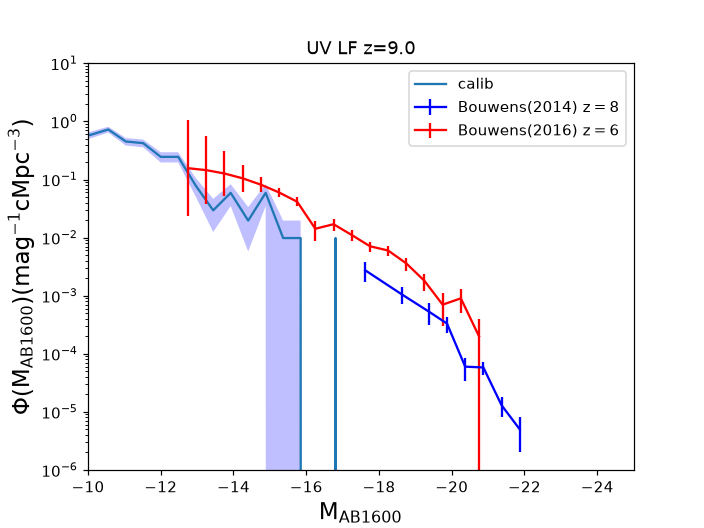 UV LF z=9.0
calib
Bouwens(2014) z = 8
Bouwens(2016) z = 6
Φ(M_AB1600)(mag⁻¹cMpc⁻³)
10¹
10⁰
10⁻¹
10⁻²
10⁻³
10⁻⁴
10⁻⁵
10⁻⁶
−10 −12 −14 −16 −18 −20 −22 −24
M_AB1600